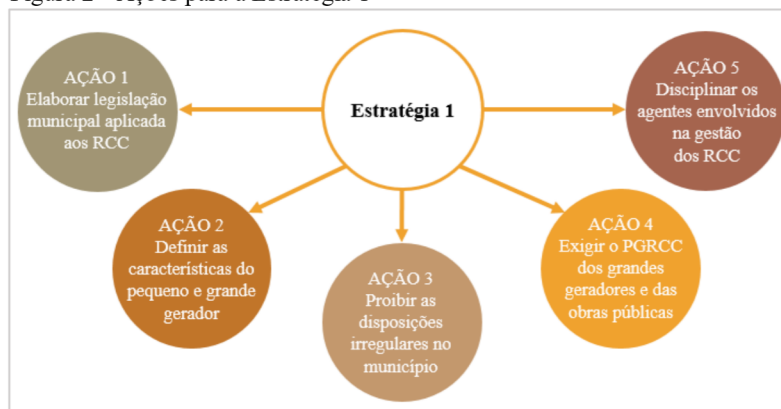 Estratégia 1
AÇÃO 1
Elaborar legislação
municipal aplicada
aos RCC
AÇÃO 2
Definir as
características do
pequeno e grande
gerador
AÇÃO 3
Proibir as
disposições
irregulares no
município
AÇÃO 4
Exigir o PGRCC
dos grandes
geradores e das
obras públicas
AÇÃO 5
Disciplinar os
agentes envolvidos
na gestão
dos RCC